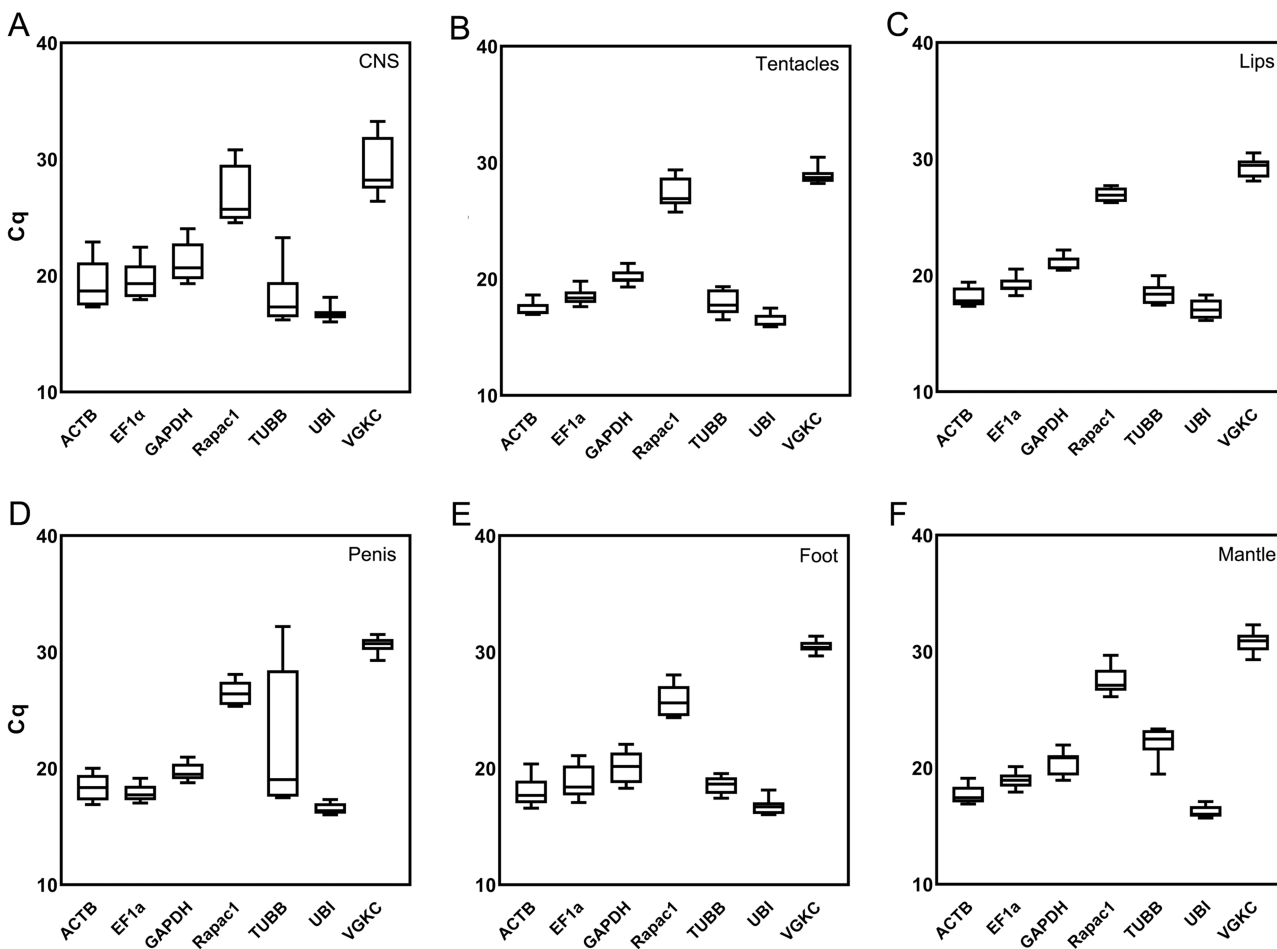 A
40
30
20
10
Cq
CNS
ACTB
EF1α
GAPDH
Rapac1
TUBB
UBI
VGKC
B
40
30
20
10
Tentacles
ACTB
EF1a
GAPDH
Rapac1
TUBB
UBI
VGKC
C
40
30
20
10
Lips
ACTB
EF1a
GAPDH
Rapac1
TUBB
UBI
VGKC
D
40
30
20
10
Cq
Penis
ACTB
EF1a
GAPDH
Rapac1
TUBB
UBI
VGKC
E
40
30
20
10
Foot
ACTB
EF1a
GAPDH
Rapac1
TUBB
UBI
VGKC
F
40
30
20
10
Mantle
ACTB
EF1a
GAPDH
Rapac1
TUBB
UBI
VGKC